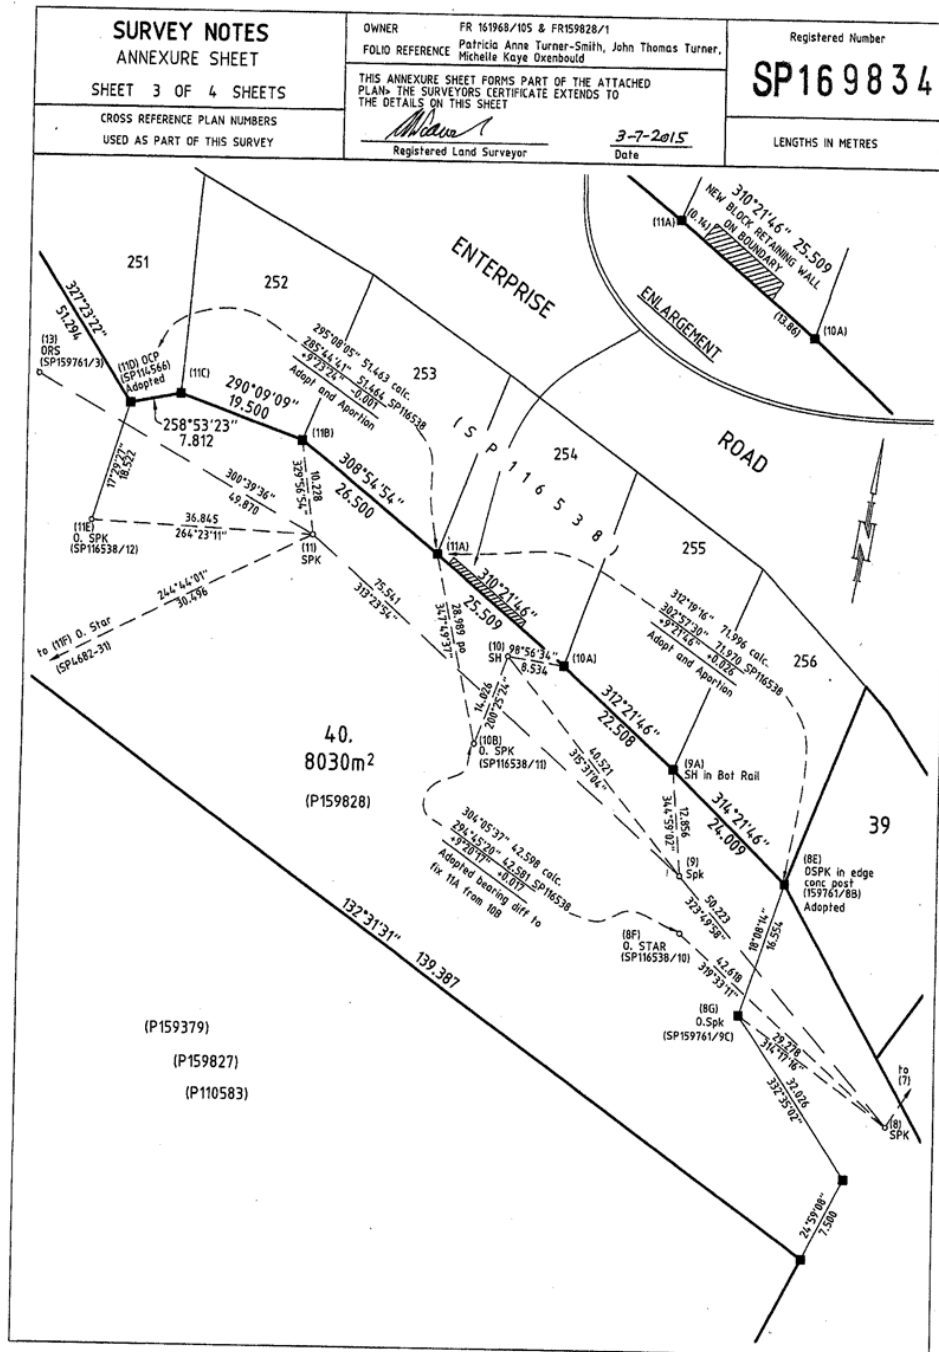 SURVEY NOTES
ANNEXURE SHEET
SHEET 3 OF 4 SHEETS
CROSS REFERENCE PLAN NUMBERS
USED AS PART OF THIS SURVEY
OWNER FR 161968/105 & FR159828/1
FOLIO REFERENCE Patricia Anne Turner-Smith, John Thomas Turner,
Michelle Kaye Oxenbould
THIS ANNEXURE SHEET FORMS PART OF THE ATTACHED
PLAN> THE SURVEYORS CERTIFICATE EXTENDS TO
THE DETAILS ON THIS SHEET
Registered Land Surveyor
3-7-2015
Date
Registered Number
SP169834
LENGTHS IN METRES
(11A)
(0.14)
310°21'46" 25.509
NEW BLOCK RETAINING WALL
ON BOUNDARY
(13.86)
(10A)
ENLARGEMENT
ENTERPRISE
ROAD
(SP116538)
251
252
253
254
255
256
39
327°23'22"
51.294
(13)
ORS
(SP159761/3)
(11D) OCP
(SP114566)
Adopted
(11C)
258°53'23"
7.812
290°09'09"
19.500
(11B)
295°08'05" 51.463 calc.
285°44'41" 51.464 SP116538
+9°23'24" -0.001
Adopt and Aportion
17°29'27"
18.522
300°39'36"
49.870
329°56'54"
10.228
308°54'54"
26.500
(11E)
O. SPK
(SP116538/12)
36.845
264°23'11"
(11)
SPK
244°44'01"
30.496
to (11F) O. Star
(SP4682-31)
75.541
313°23'54"
(11A)
310°21'46"
25.509
28.989 po
347°49'37"
(10)
SH
98°56'34"
8.534
(10A)
14.026
200°25'24"
(10B)
O. SPK
(SP116538/11)
312°19'16" 71.996 calc.
302°57'30" 71.970 SP116538
+9°21'46" +0.026
Adopt and Aportion
312°21'46"
22.508
40.521
315°31'04"
(9A)
SH in Bot Rail
344°59'02"
12.856
314°21'46"
24.009
(9)
Spk
40.
8030m²
(P159828)
304°05'37" 42.598 calc.
294°45'20" 42.581 SP116538
+9°20'17" +0.017
Adopted bearing diff to
fix 11A from 10B
(8E)
OSPK in edge
conc post
(159761/8B)
Adopted
50.223
323°49'58"
18°08'14"
16.554
(8F)
O. STAR
(SP116538/10)
42.618
319°33'11"
(8G)
O.Spk
(SP159761/9C)
29.278
314°17'16"
32.026
332°35'02"
to
(7)
(8)
SPK
132°31'31"
139.387
(P159379)
(P159827)
(P110583)
24°59'08"
7.500